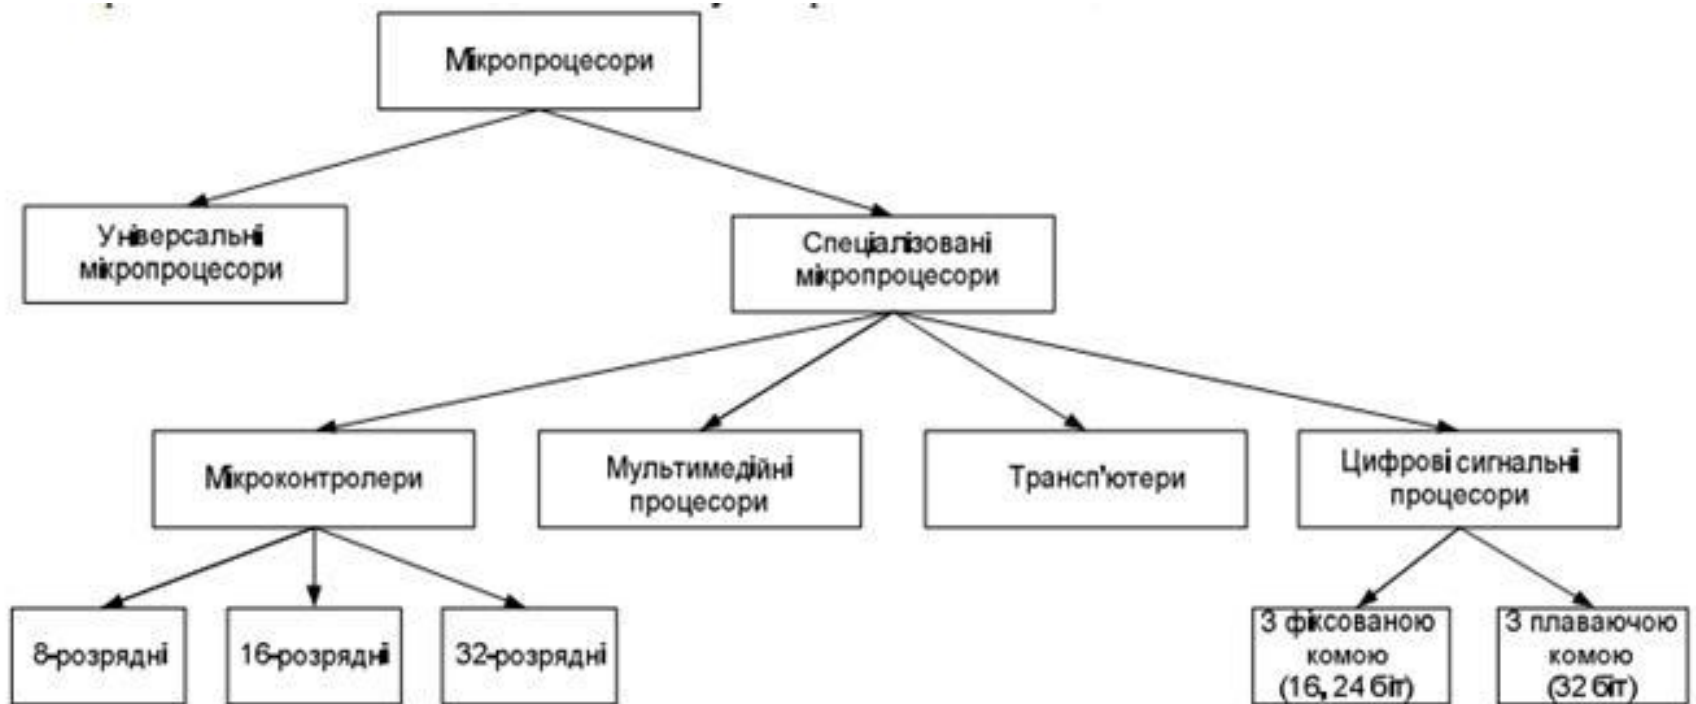 Мікропроцесори
Універсальні
мікропроцесори
Спеціалізовані
мікропроцесори
Мікроконтролери
Мультимедійні
процесори
Трансп'ютери
Цифрові сигнальні
процесори
8-розрядні
16-розрядні
32-розрядні
З фіксованою
комою
(16, 24 біт)
З плаваючою
комою
(32 біт)